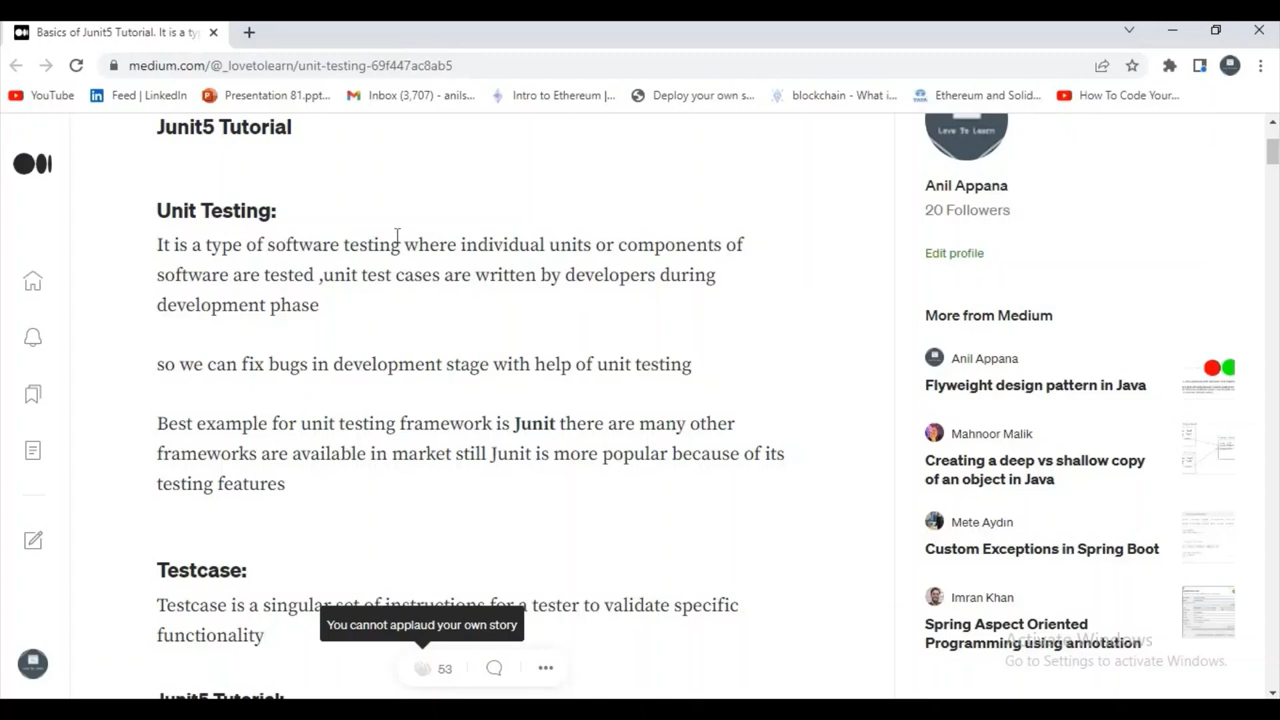 Basics of Junit5 Tutorial. It is a ty
medium.com/@_lovetolearn/unit-testing-69f447ac8ab5
YouTube
Feed | LinkedIn
Presentation 81.ppt...
Inbox (3,707) - anils...
Intro to Ethereum |...
Deploy your own s...
blockchain - What i...
Ethereum and Solid...
How To Code Your...
Junit5 Tutorial
Unit Testing:
It is a type of software testing where individual units or components of
software are tested ,unit test cases are written by developers during
development phase
so we can fix bugs in development stage with help of unit testing
Best example for unit testing framework is Junit there are many other
frameworks are available in market still Junit is more popular because of its
testing features
Testcase:
Testcase is a singular set of instructions for a tester to validate specific
functionality
You cannot applaud your own story
53
Junit5 Tutorial:
Love To Learn
Anil Appana
20 Followers
Edit profile
More from Medium
Anil Appana
Flyweight design pattern in Java
Mahnoor Malik
Creating a deep vs shallow copy
of an object in Java
Mete Aydın
Custom Exceptions in Spring Boot
Imran Khan
Spring Aspect Oriented
Programming using annotation
Activate Windows
Go to Settings to activate Windows.